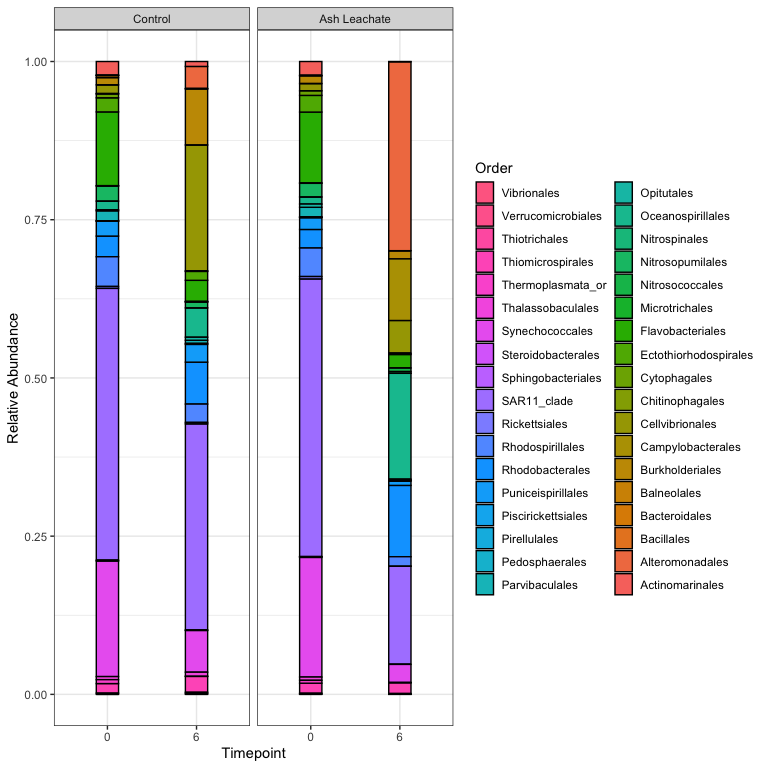 Control
Ash Leachate
1.00
0.75
0.50
0.25
0.00
Relative Abundance
0
6
0
6
Timepoint
Order
Vibrionales
Verrucomicrobiales
Thiotrichales
Thiomicrospirales
Thermoplasmata_or
Thalassobaculales
Synechococcales
Steroidobacterales
Sphingobacteriales
SAR11_clade
Rickettsiales
Rhodospirillales
Rhodobacterales
Puniceispirillales
Piscirickettsiales
Pirellulales
Pedosphaerales
Parvibaculales
Opitutales
Oceanospirillales
Nitrospinales
Nitrosopumilales
Nitrosococcales
Microtrichales
Flavobacteriales
Ectothiorhodospirales
Cytophagales
Chitinophagales
Cellvibrionales
Campylobacterales
Burkholderiales
Balneolales
Bacteroidales
Bacillales
Alteromonadales
Actinomarinales